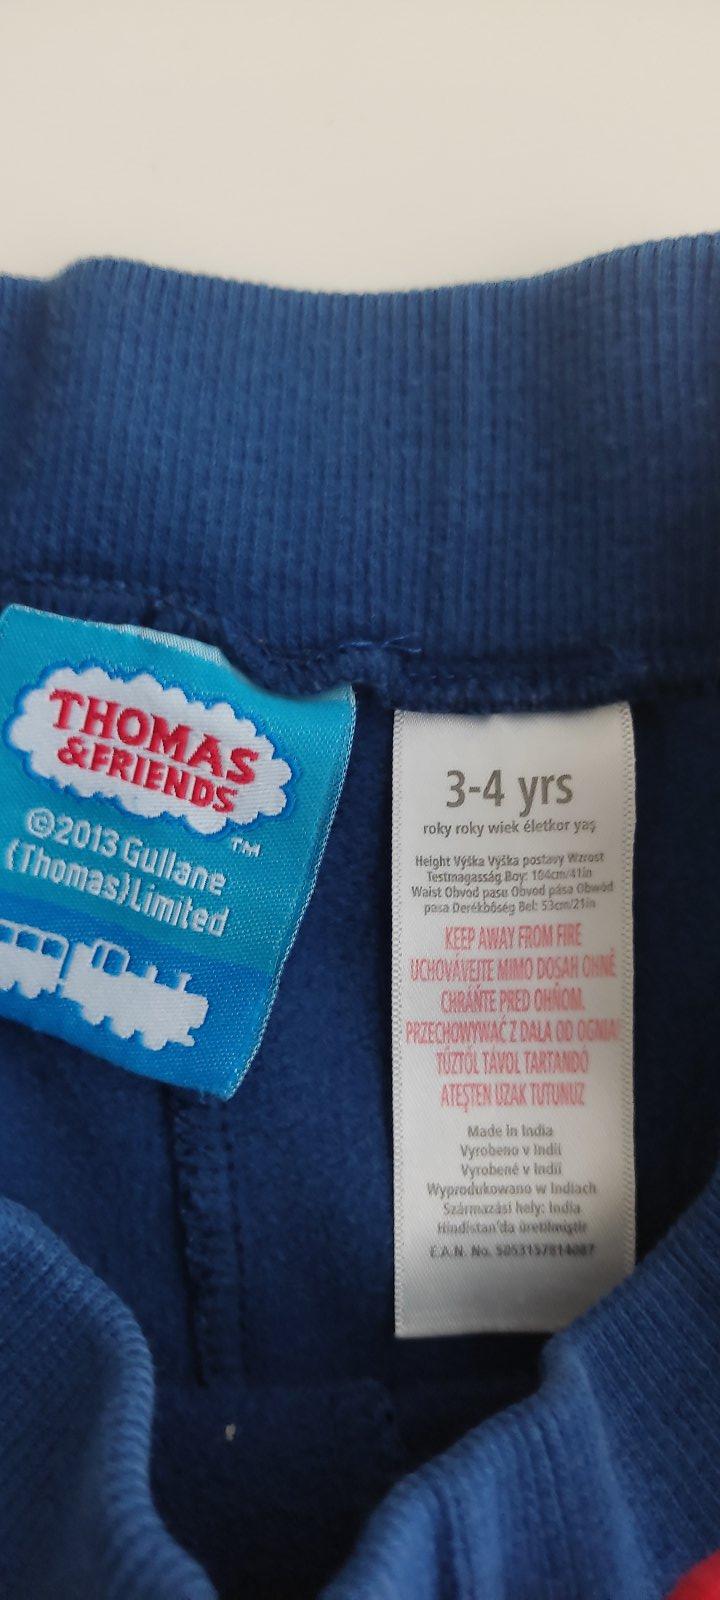 THOMAS
&FRIENDS
™
©2013 Gullane
(Thomas)Limited
3-4 yrs
roky roky wiek életkor yaş
Height Výška Výška postavy Wzrost
Testmagasság Boy: 104cm/41in
Waist Obvod pasu Obvod pása Obwód
pasa Derékbőség Bel: 53cm/21in
KEEP AWAY FROM FIRE
UCHOVÁVEJTE MIMO DOSAH OHNĚ
CHRÁŇTE PRED OHŇOM.
PRZECHOWYWAĆ Z DALA OD OGNIA!
TŰZTŐL TÁVOL TARTANDÓ
ATEŞTEN UZAK TUTUNUZ
Made in India
Vyrobeno v Indii
Vyrobené v Indii
Wyprodukowano w Indiach
Származási hely: India
Hindistan'da üretilmiştir
E.A.N. No. 5053157814087